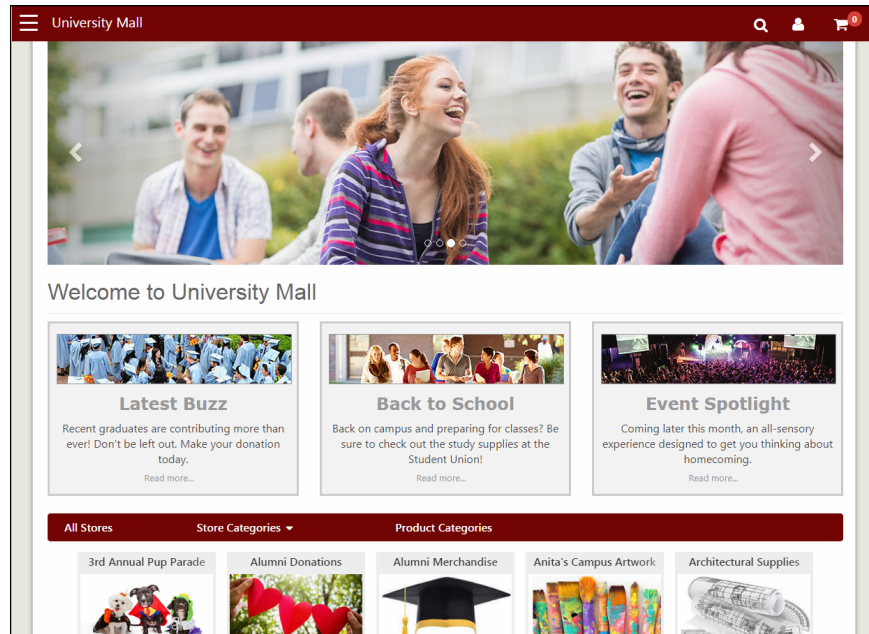 University Mall
0
Welcome to University Mall
Latest Buzz
Recent graduates are contributing more than
ever! Don't be left out. Make your donation
today.
Read more...
Back to School
Back on campus and preparing for classes? Be
sure to check out the study supplies at the
Student Union!
Read more...
Event Spotlight
Coming later this month, an all-sensory
experience designed to get you thinking about
homecoming.
Read more...
All Stores Store Categories Product Categories
3rd Annual Pup Parade
Alumni Donations
Alumni Merchandise
Anita's Campus Artwork
Architectural Supplies